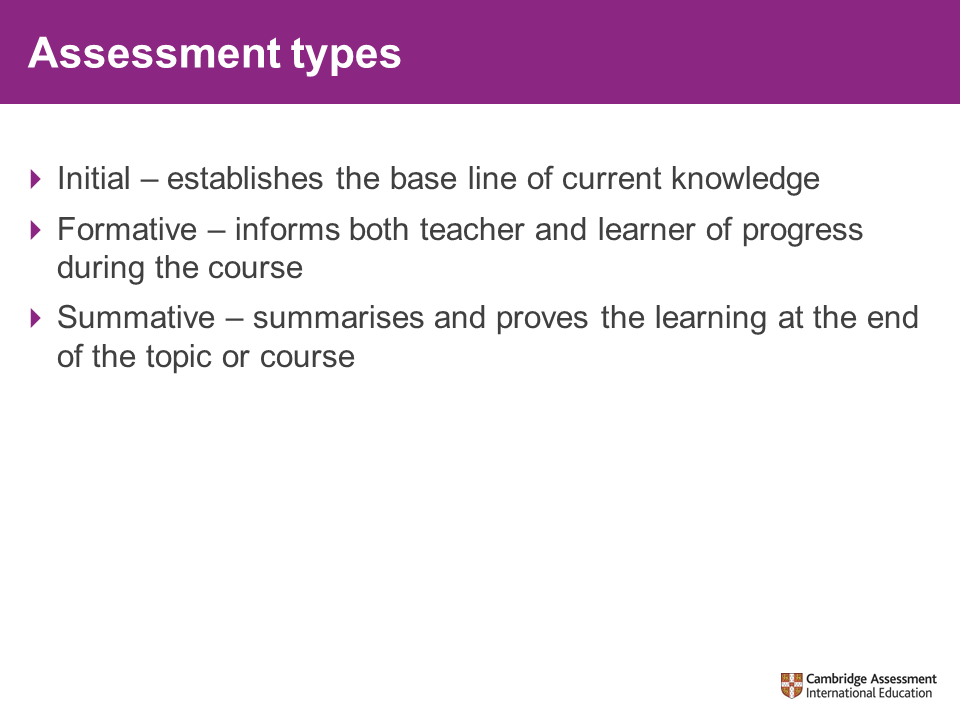 Assessment types
Initial – establishes the base line of current knowledge
Formative – informs both teacher and learner of progress
during the course
Summative – summarises and proves the learning at the end
of the topic or course
Cambridge Assessment
International Education